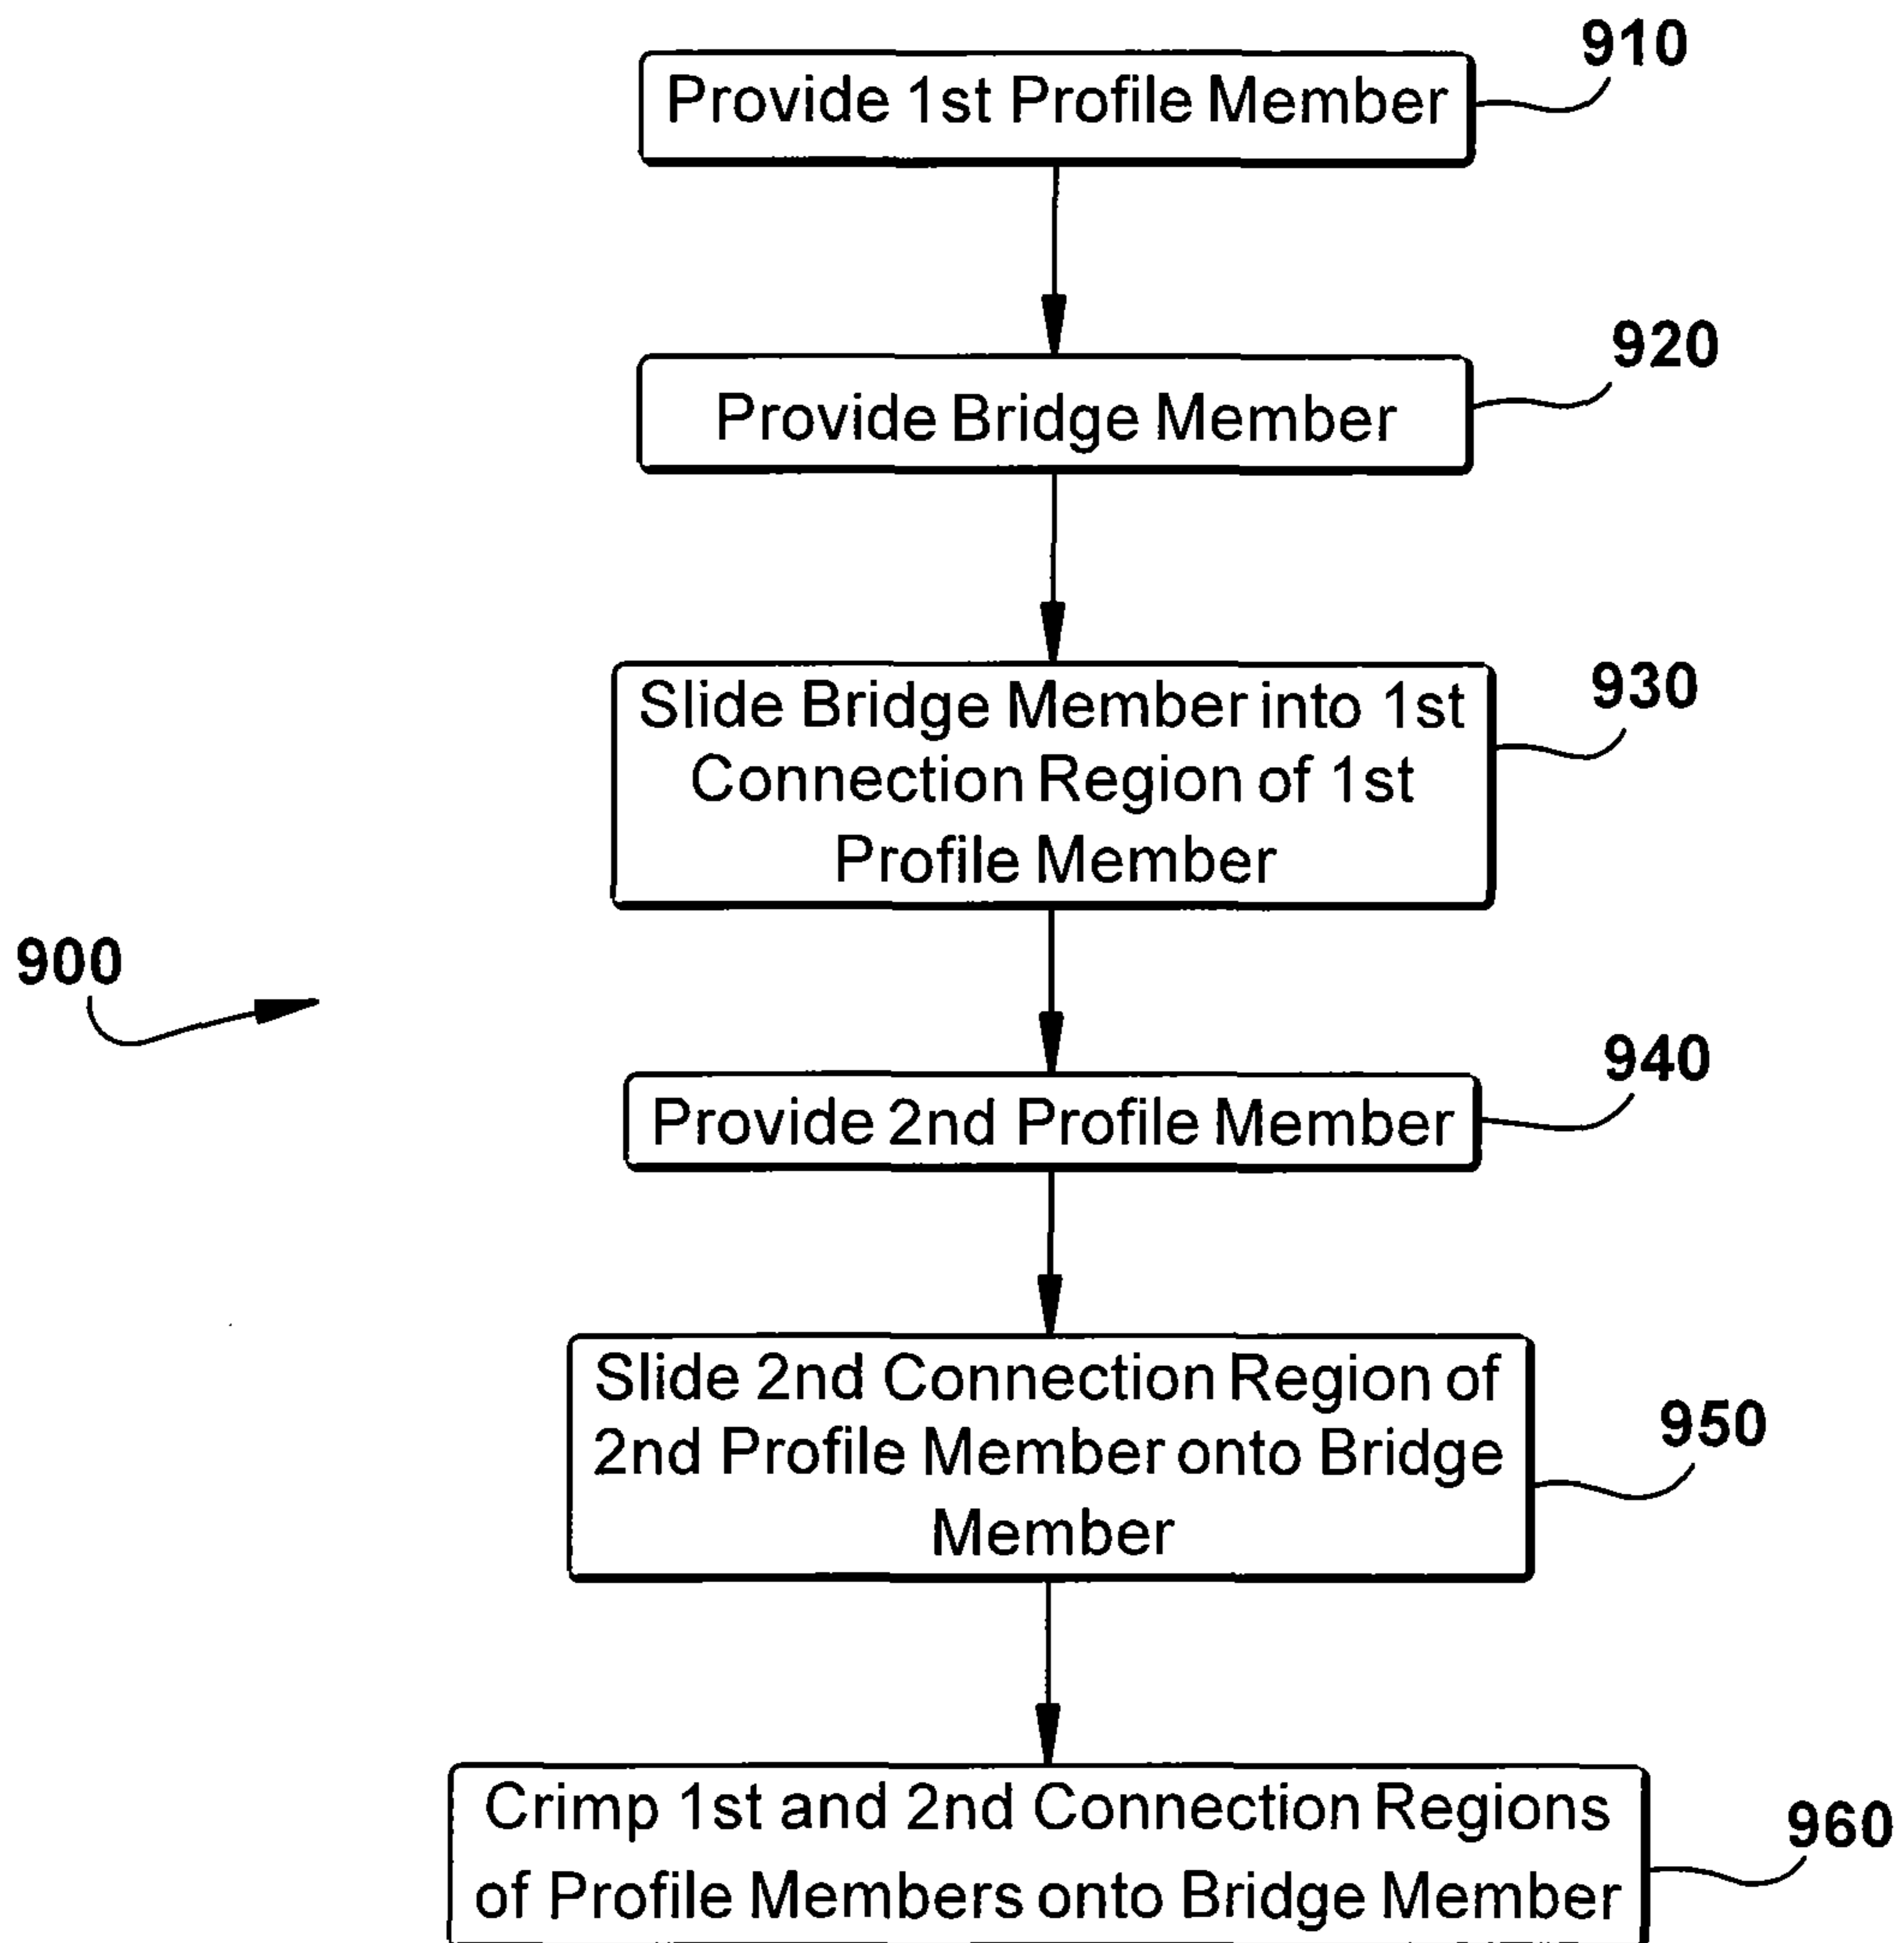 910
Provide 1st Profile Member
920
Provide Bridge Member
930
Slide Bridge Member into 1st
Connection Region of 1st
Profile Member
900
940
Provide 2nd Profile Member
950
Slide 2nd Connection Region of
2nd Profile Member onto Bridge
Member
960
Crimp 1st and 2nd Connection Regions
of Profile Members onto Bridge Member